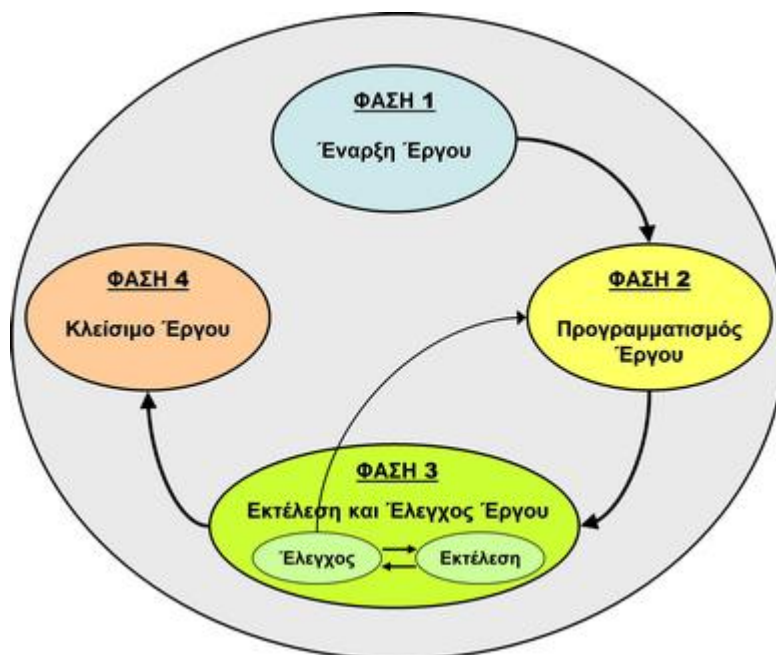 ΦΑΣΗ 1
Έναρξη Έργου
ΦΑΣΗ 2
Προγραμματισμός
Έργου
ΦΑΣΗ 3
Εκτέλεση και Έλεγχος Έργου
Έλεγχος
Εκτέλεση
ΦΑΣΗ 4
Κλείσιμο Έργου